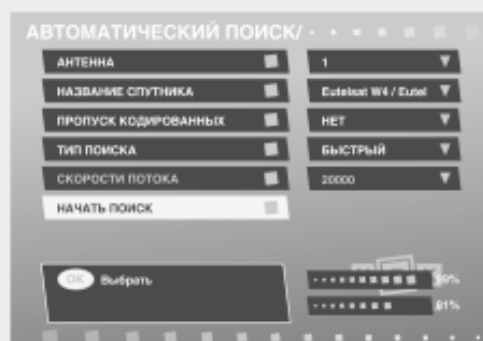 АВТОМАТИЧЕСКИЙ ПОИСК/
АНТЕННА 1
НАЗВАНИЕ СПУТНИКА Eutelsat W4 / Eutel
ПРОПУСК КОДИРОВАННЫХ НЕТ
ТИП ПОИСКА БЫСТРЫЙ
СКОРОСТИ ПОТОКА 20000
НАЧАТЬ ПОИСК
OK Выбрать
81%